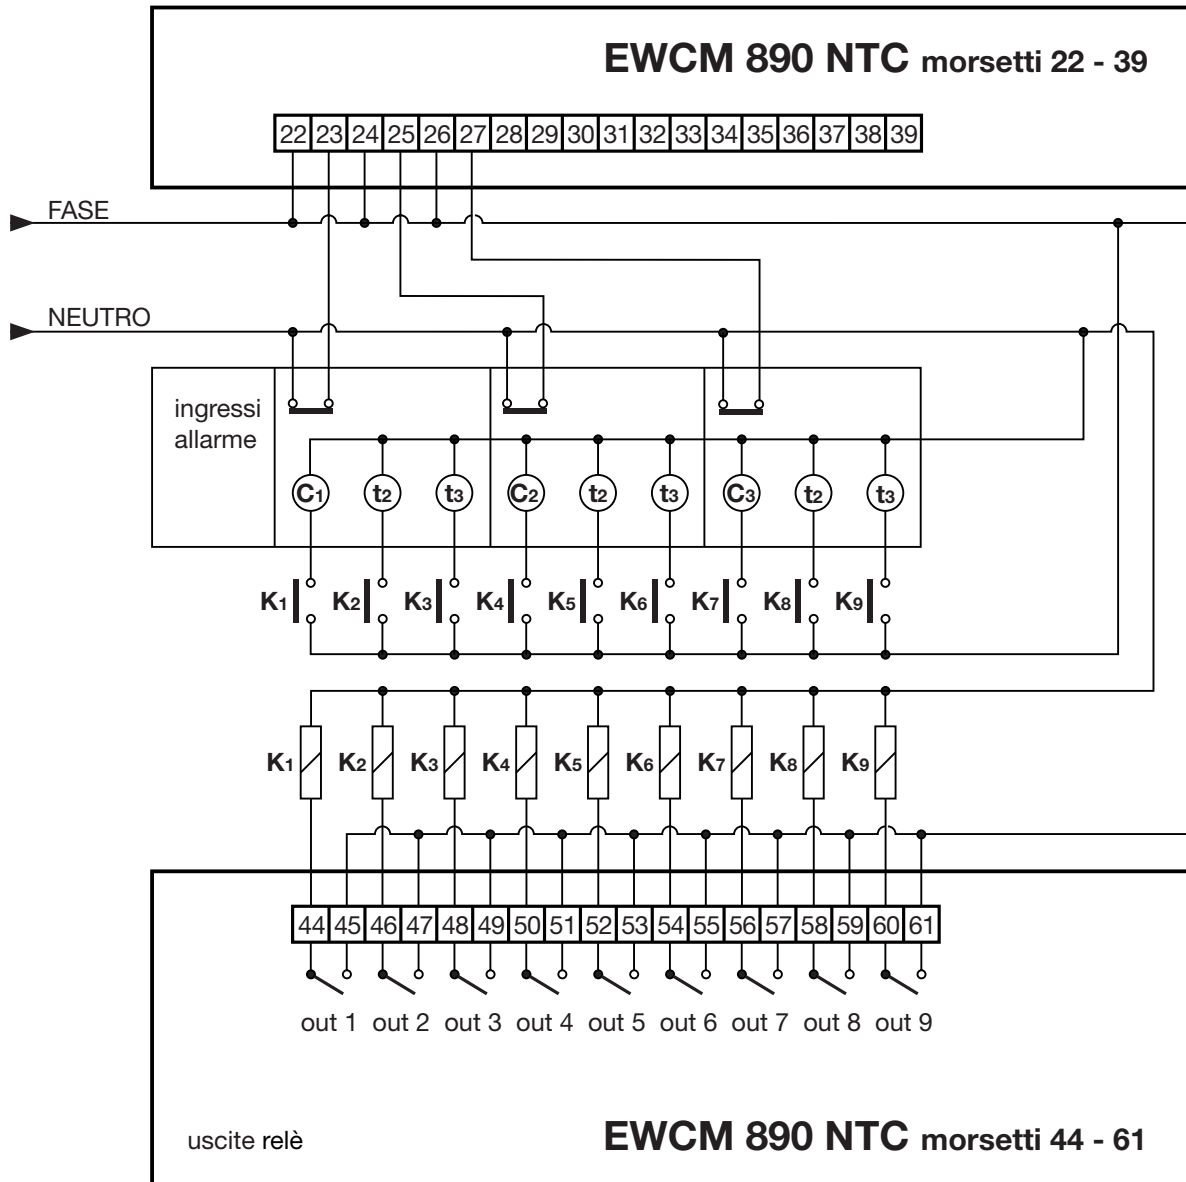 EWCM 890 NTC morsetti 22 - 39
22 23 24 25 26 27 28 29 30 31 32 33 34 35 36 37 38 39
FASE
NEUTRO
ingressi
allarme
C1 t2 t3 C2 t2 t3 C3 t2 t3
K1 K2 K3 K4 K5 K6 K7 K8 K9
K1 K2 K3 K4 K5 K6 K7 K8 K9
44 45 46 47 48 49 50 51 52 53 54 55 56 57 58 59 60 61
out 1 out 2 out 3 out 4 out 5 out 6 out 7 out 8 out 9
uscite relè
EWCM 890 NTC morsetti 44 - 61